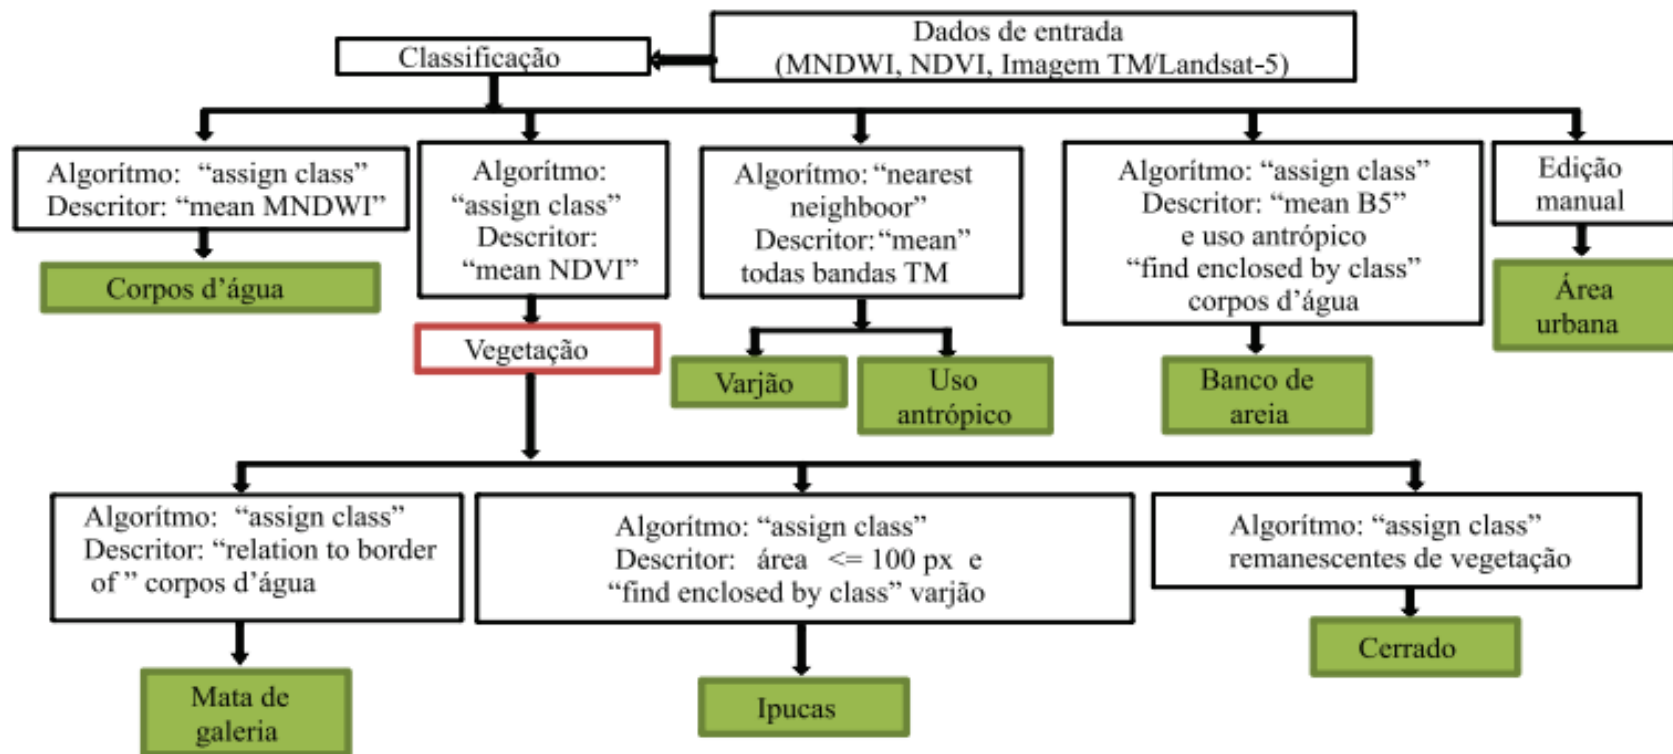 Dados de entrada
(MNDWI, NDVI, Imagem TM/Landsat-5)
Classificação
Algorítmo: “assign class”
Descritor: “mean MNDWI”
Corpos d’água
Algorítmo:
“assign class”
Descritor:
“mean NDVI”
Vegetação
Algorítmo: “nearest
neighboor”
Descritor: “mean”
todas bandas TM
Varjão
Uso
antrópico
Algorítmo: “assign class”
Descritor: “mean B5”
e uso antrópico
“find enclosed by class”
corpos d’água
Banco de
areia
Edição
manual
Área
urbana
Algorítmo: “assign class”
Descritor: “relation to border
of ” corpos d’água
Mata de
galeria
Algorítmo: “assign class”
Descritor: área <= 100 px e
“find enclosed by class” varjão
Ipucas
Algorítmo: “assign class”
remanescentes de vegetação
Cerrado